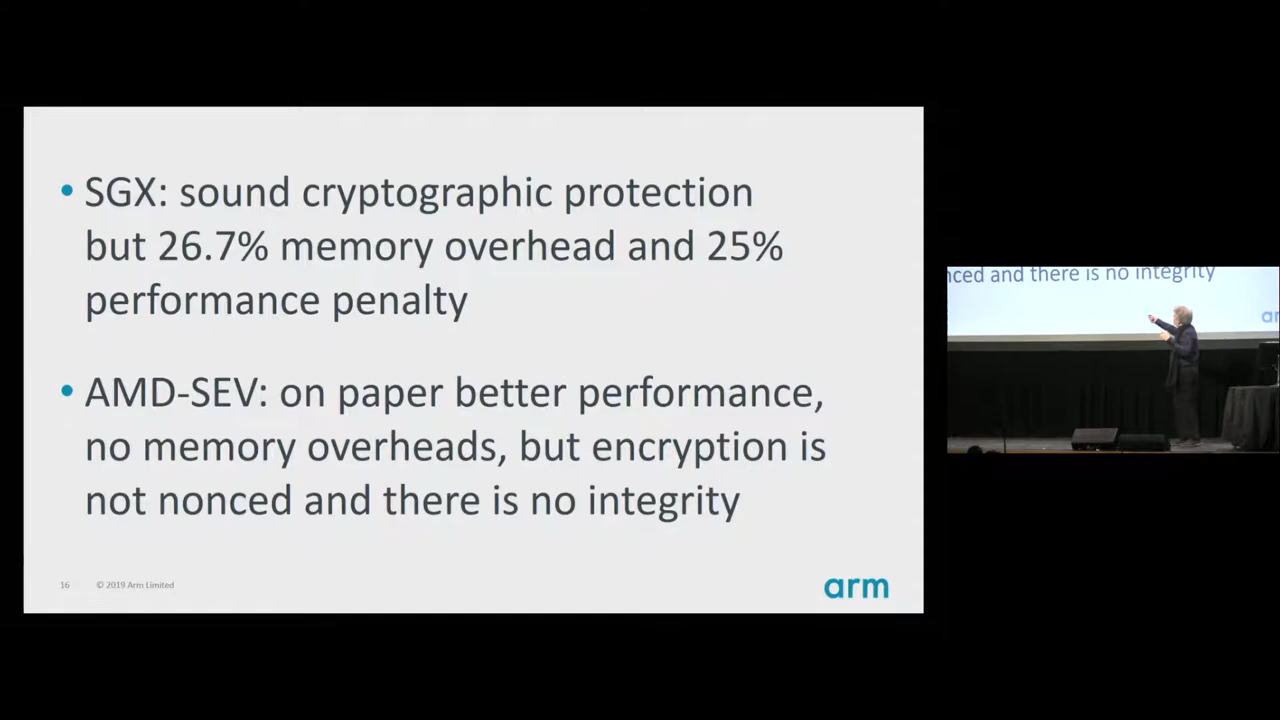 • SGX: sound cryptographic protection
but 26.7% memory overhead and 25%
performance penalty
• AMD-SEV: on paper better performance,
no memory overheads, but encryption is
not nonced and there is no integrity
16 © 2019 Arm Limited
arm
nced and there is no integrity
ar